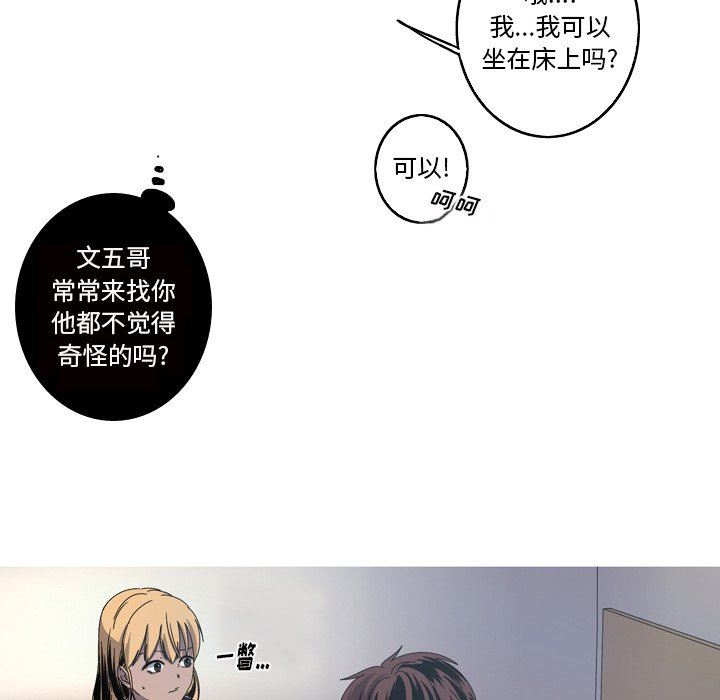 哦....
我...我可以
坐在床上吗?
可以!
呵呵
文五哥
常常来找你
他都不觉得
奇怪的吗?
一瞥...